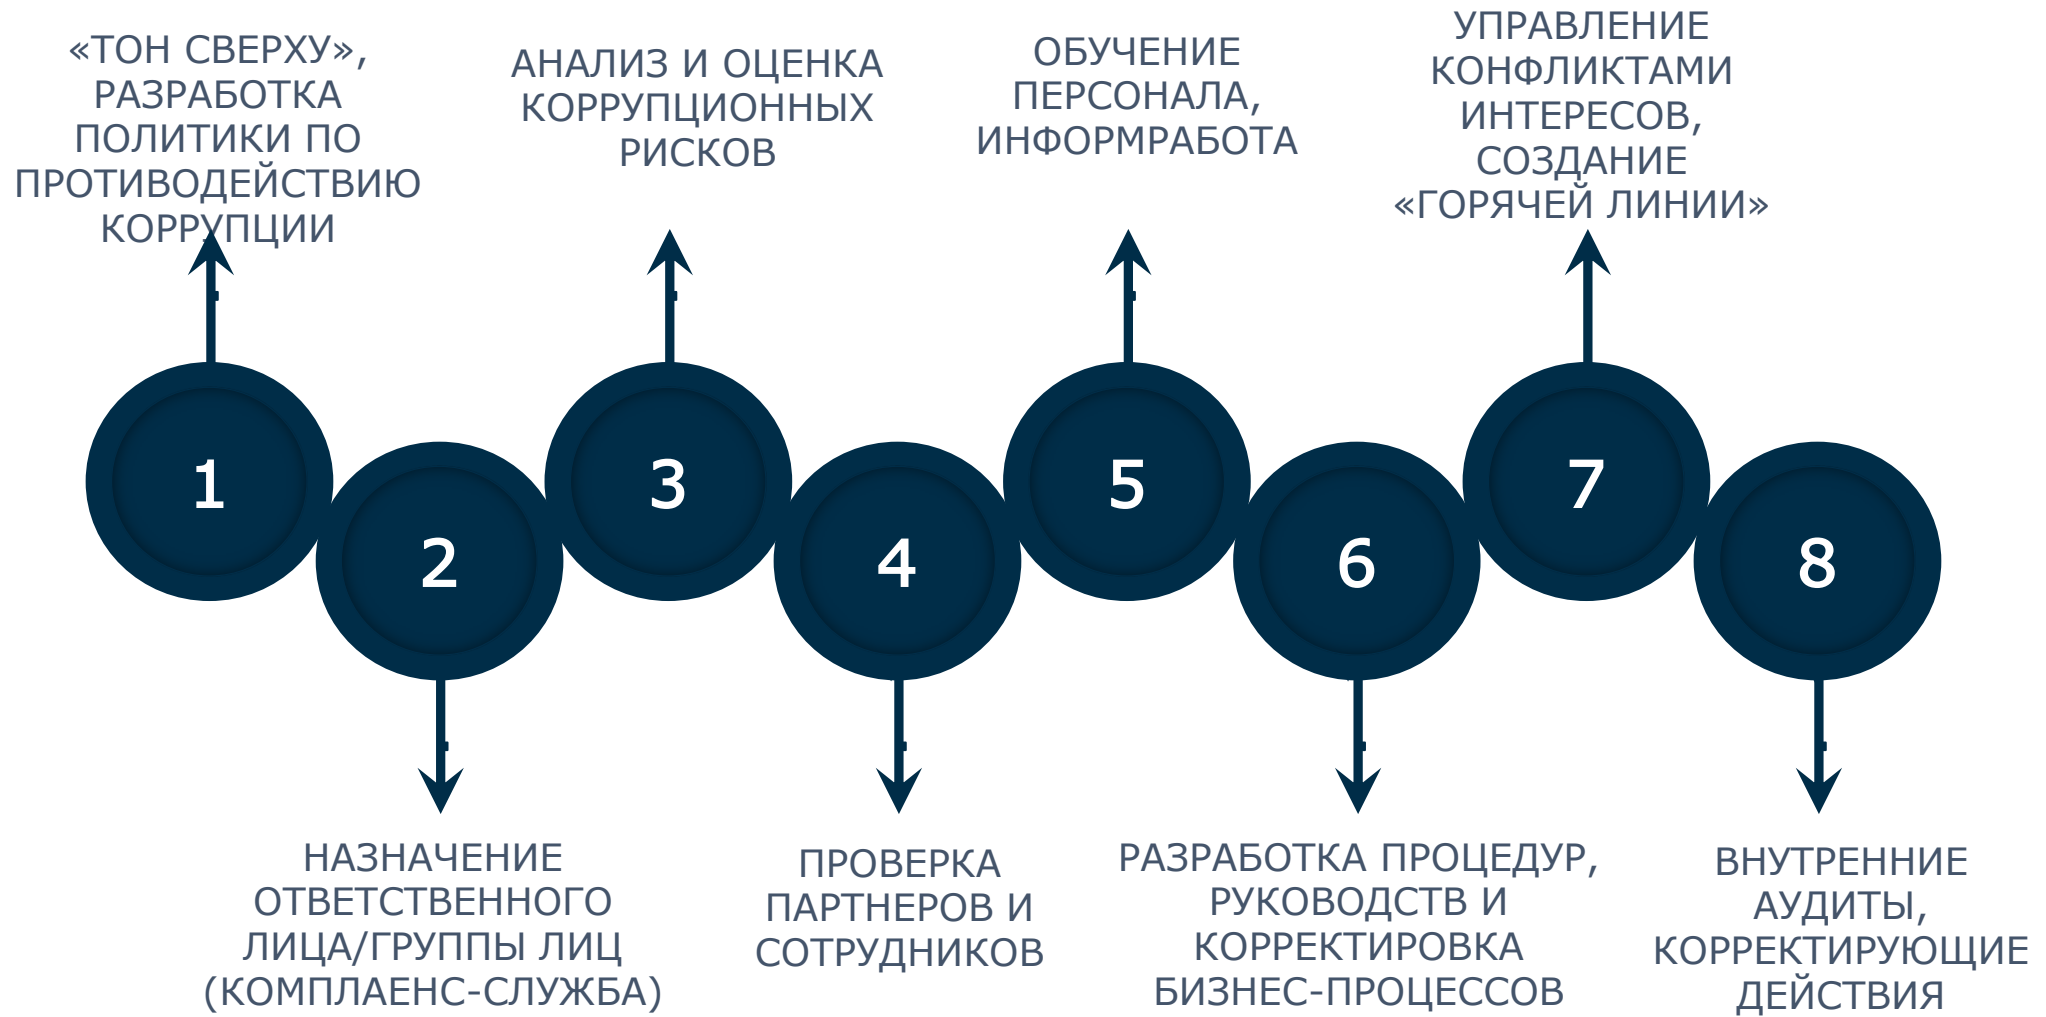 «ТОН СВЕРХУ»,
РАЗРАБОТКА
ПОЛИТИКИ ПО
ПРОТИВОДЕЙСТВИЮ
КОРРУПЦИИ
АНАЛИЗ И ОЦЕНКА
КОРРУПЦИОННЫХ
РИСКОВ
ОБУЧЕНИЕ
ПЕРСОНАЛА,
ИНФОРМРАБОТА
УПРАВЛЕНИЕ
КОНФЛИКТАМИ
ИНТЕРЕСОВ,
СОЗДАНИЕ
«ГОРЯЧЕЙ ЛИНИИ»
1
2
3
4
5
6
7
8
НАЗНАЧЕНИЕ
ОТВЕТСТВЕННОГО
ЛИЦА/ГРУППЫ ЛИЦ
(КОМПЛАЕНС-СЛУЖБА)
ПРОВЕРКА
ПАРТНЕРОВ И
СОТРУДНИКОВ
РАЗРАБОТКА ПРОЦЕДУР,
РУКОВОДСТВ И
КОРРЕКТИРОВКА
БИЗНЕС-ПРОЦЕССОВ
ВНУТРЕННИЕ
АУДИТЫ,
КОРРЕКТИРУЮЩИЕ
ДЕЙСТВИЯ